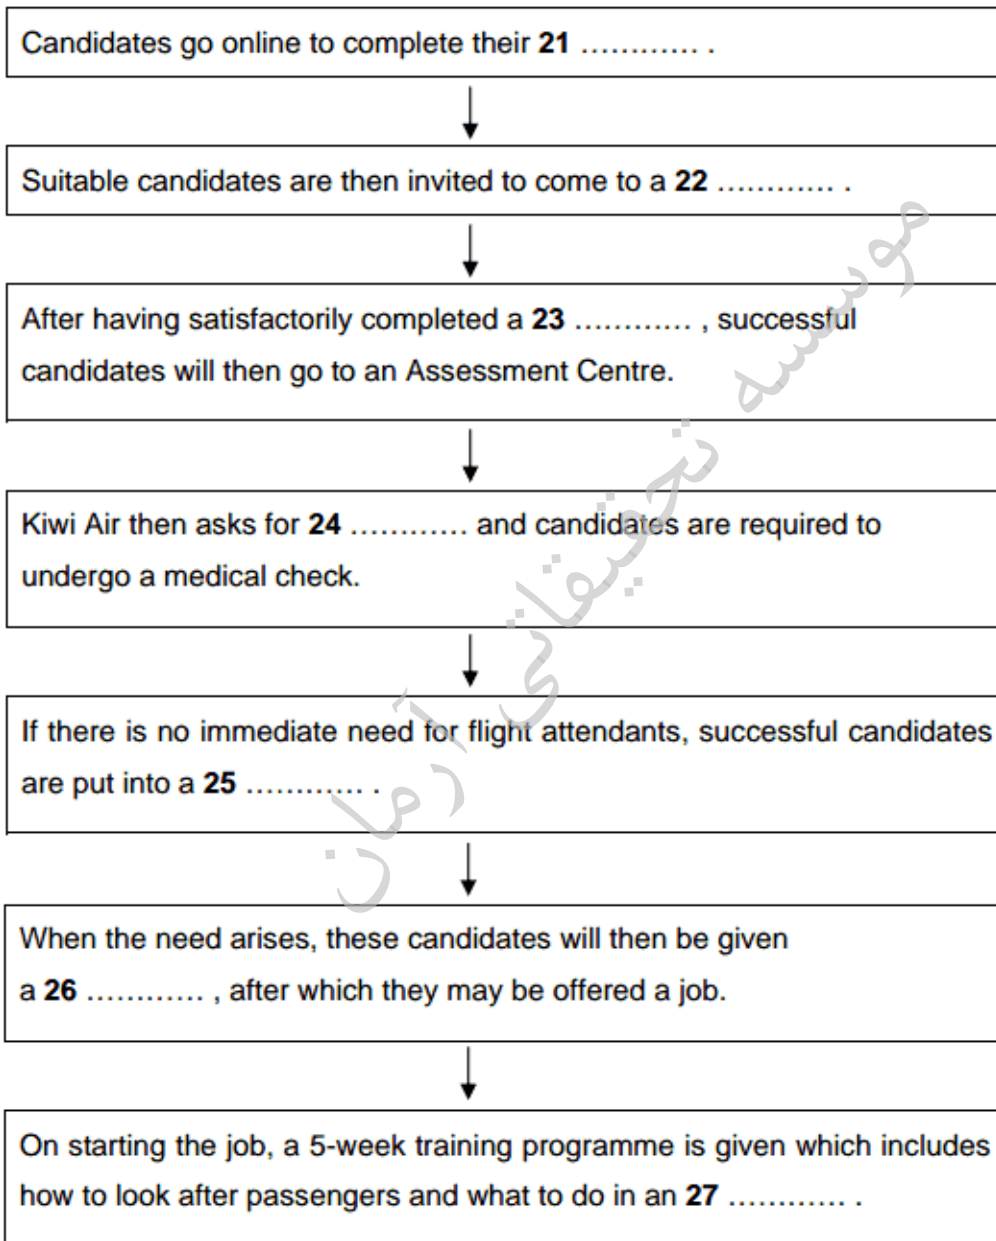 Candidates go online to complete their 21 ............ .
Suitable candidates are then invited to come to a 22 ............ .
After having satisfactorily completed a 23 ............ , successful
candidates will then go to an Assessment Centre.
Kiwi Air then asks for 24 ............ and candidates are required to
undergo a medical check.
If there is no immediate need for flight attendants, successful candidates
are put into a 25 ............ .
When the need arises, these candidates will then be given
a 26 ............ , after which they may be offered a job.
On starting the job, a 5-week training programme is given which includes
how to look after passengers and what to do in an 27 ............ .
موسسه تحقیقاتی آرمان